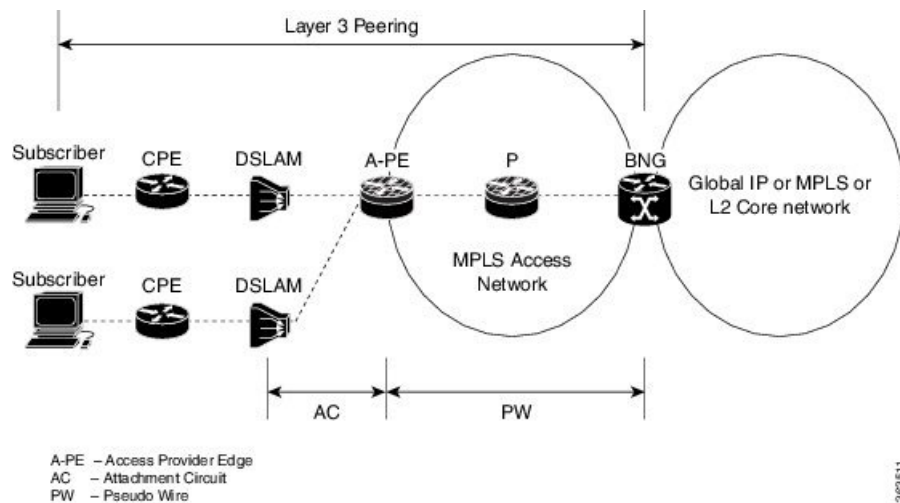 Layer 3 Peering
Subscriber
CPE
DSLAM
A-PE
P
BNG
Global IP or MPLS or
L2 Core network
MPLS Access
Network
Subscriber
CPE
DSLAM
AC
PW
A-PE – Access Provider Edge
AC – Attachment Circuit
PW – Pseudo Wire